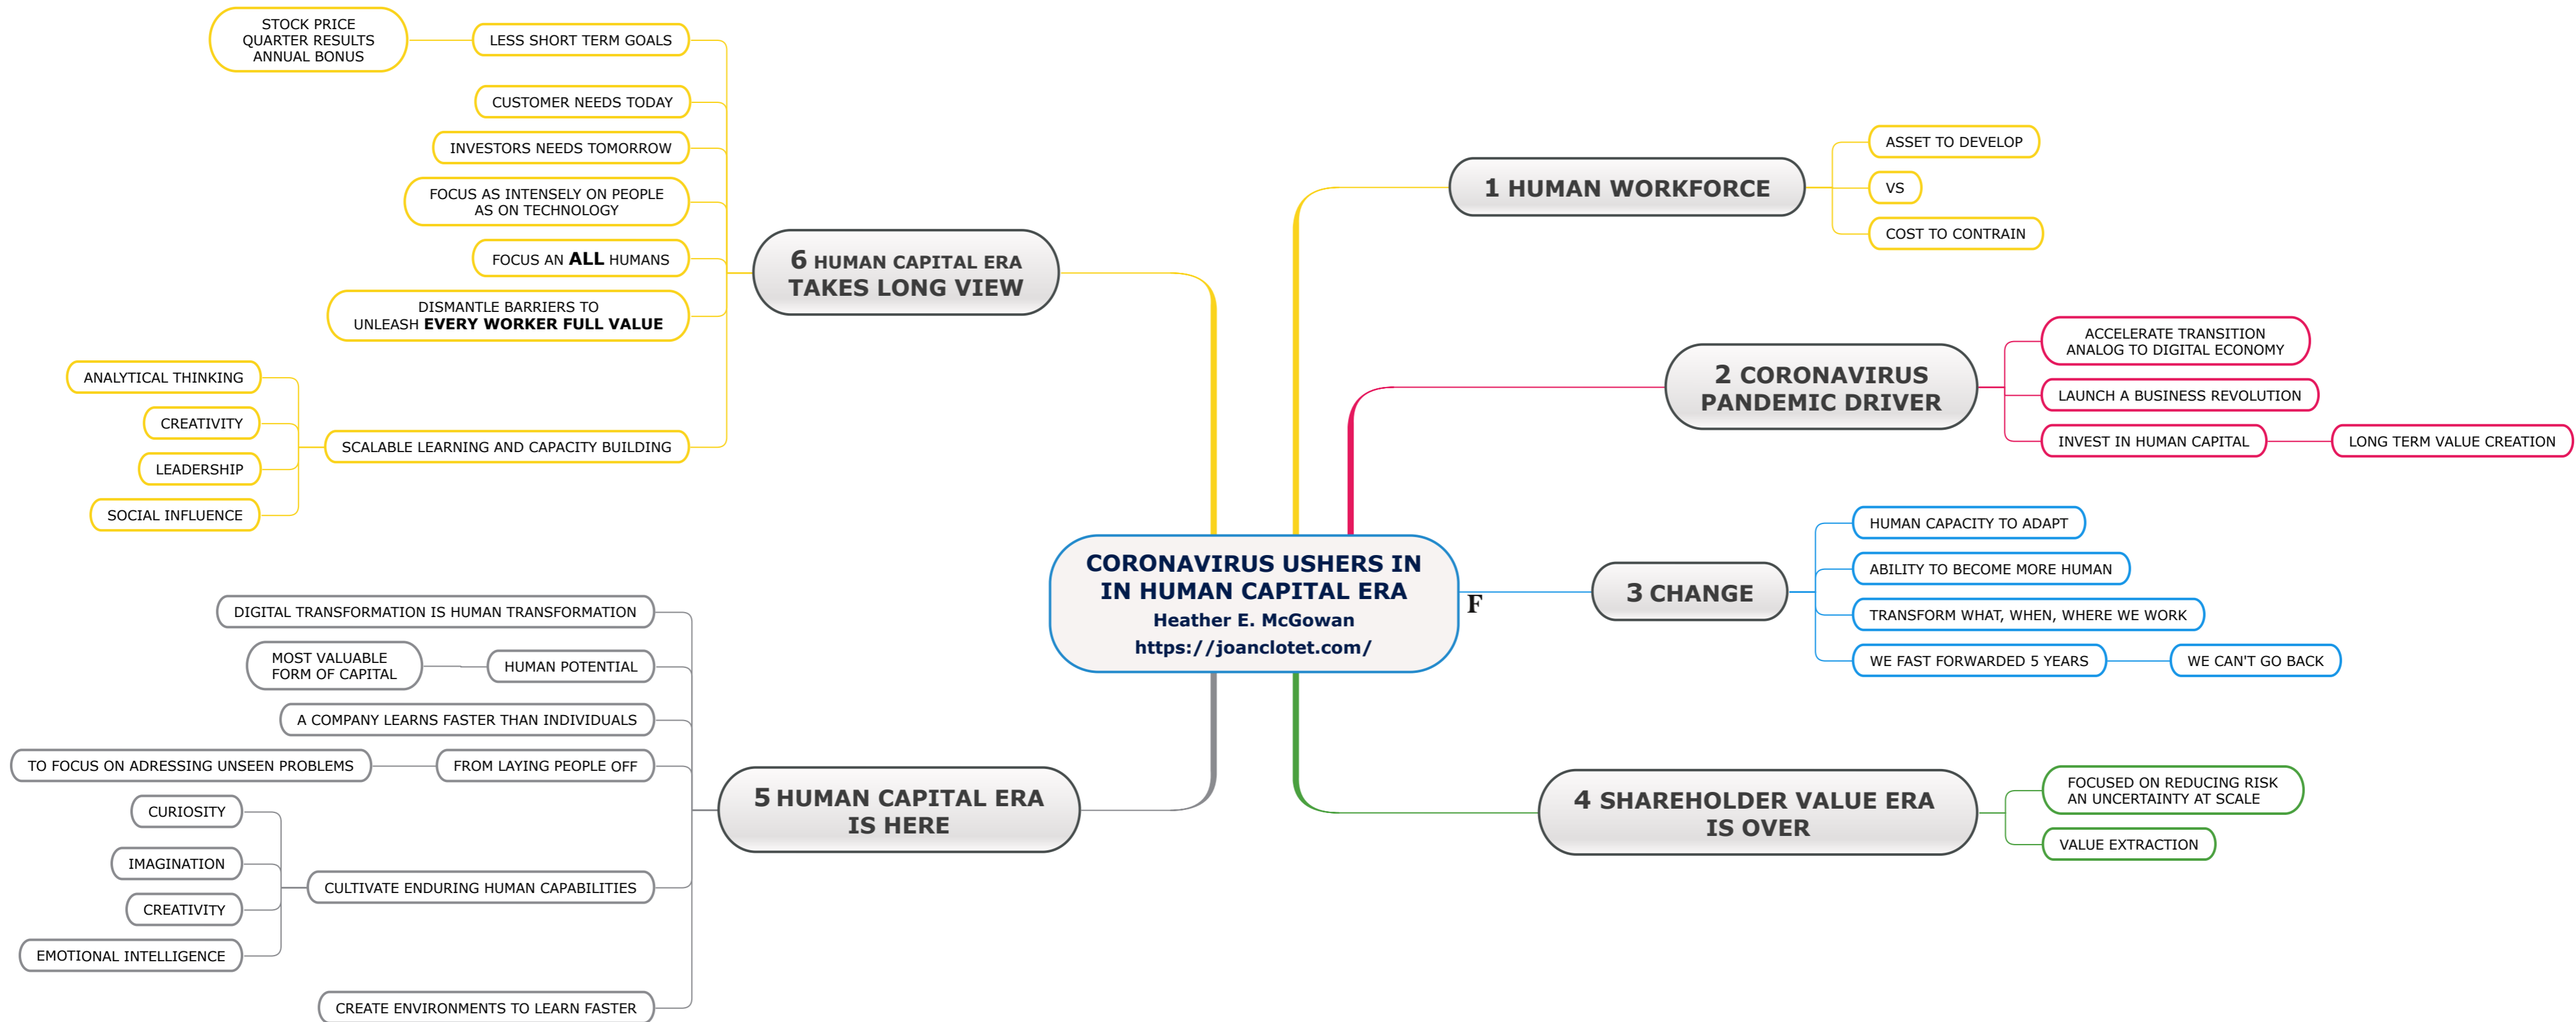 CORONAVIRUS USHERS IN
IN HUMAN CAPITAL ERA
Heather E. McGowan
https://joanclotet.com/
F
1 HUMAN WORKFORCE
ASSET TO DEVELOP
VS
COST TO CONTRAIN
2 CORONAVIRUS
PANDEMIC DRIVER
ACCELERATE TRANSITION
ANALOG TO DIGITAL ECONOMY
LAUNCH A BUSINESS REVOLUTION
INVEST IN HUMAN CAPITAL
LONG TERM VALUE CREATION
3 CHANGE
HUMAN CAPACITY TO ADAPT
ABILITY TO BECOME MORE HUMAN
TRANSFORM WHAT, WHEN, WHERE WE WORK
WE FAST FORWARDED 5 YEARS
WE CAN'T GO BACK
4 SHAREHOLDER VALUE ERA
IS OVER
FOCUSED ON REDUCING RISK
AN UNCERTAINTY AT SCALE
VALUE EXTRACTION
5 HUMAN CAPITAL ERA
IS HERE
DIGITAL TRANSFORMATION IS HUMAN TRANSFORMATION
HUMAN POTENTIAL
MOST VALUABLE
FORM OF CAPITAL
A COMPANY LEARNS FASTER THAN INDIVIDUALS
FROM LAYING PEOPLE OFF
TO FOCUS ON ADRESSING UNSEEN PROBLEMS
CULTIVATE ENDURING HUMAN CAPABILITIES
CURIOSITY
IMAGINATION
CREATIVITY
EMOTIONAL INTELLIGENCE
CREATE ENVIRONMENTS TO LEARN FASTER
6 HUMAN CAPITAL ERA
TAKES LONG VIEW
LESS SHORT TERM GOALS
STOCK PRICE
QUARTER RESULTS
ANNUAL BONUS
CUSTOMER NEEDS TODAY
INVESTORS NEEDS TOMORROW
FOCUS AS INTENSELY ON PEOPLE
AS ON TECHNOLOGY
FOCUS AN ALL HUMANS
DISMANTLE BARRIERS TO
UNLEASH EVERY WORKER FULL VALUE
SCALABLE LEARNING AND CAPACITY BUILDING
ANALYTICAL THINKING
CREATIVITY
LEADERSHIP
SOCIAL INFLUENCE